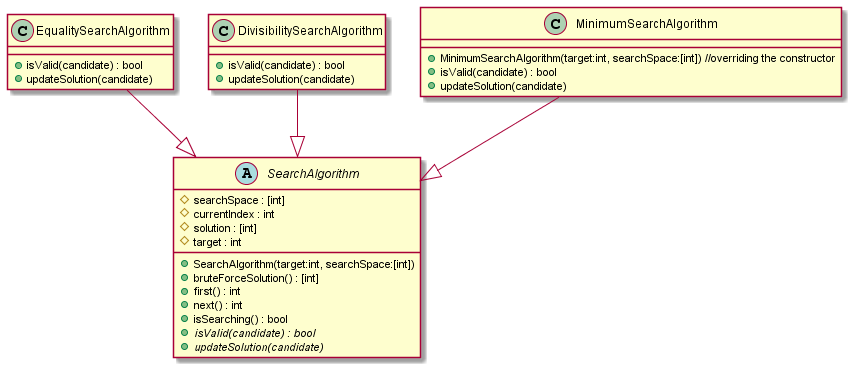 C EqualitySearchAlgorithm
isValid(candidate) : bool
updateSolution(candidate)
C DivisibilitySearchAlgorithm
isValid(candidate) : bool
updateSolution(candidate)
C MinimumSearchAlgorithm
MinimumSearchAlgorithm(target:int, searchSpace:[int]) //overriding the constructor
isValid(candidate) : bool
updateSolution(candidate)
A SearchAlgorithm
searchSpace : [int]
currentIndex : int
solution : [int]
target : int
SearchAlgorithm(target:int, searchSpace:[int])
bruteForceSolution() : [int]
first() : int
next() : int
isSearching() : bool
isValid(candidate) : bool
updateSolution(candidate)